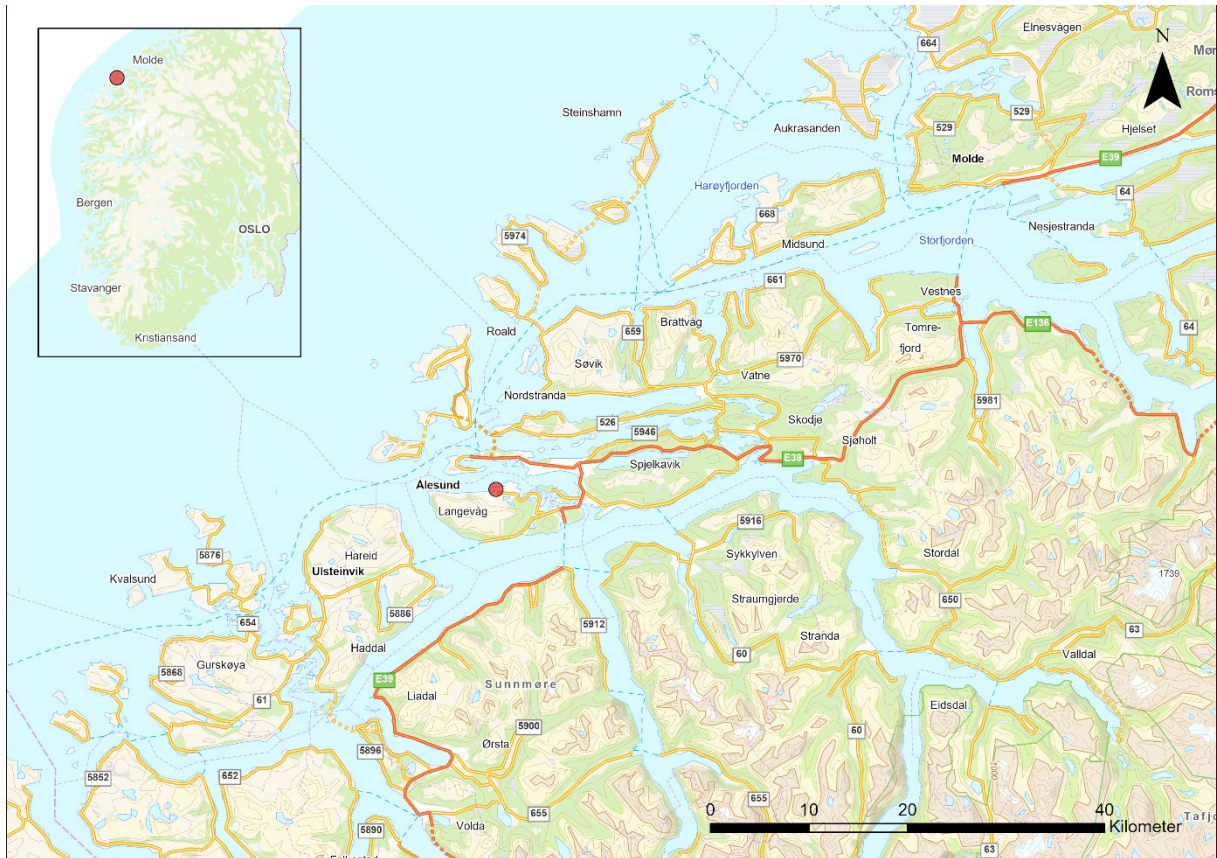 Molde
Bergen
OSLO
Stavanger
Kristiansand
N
664
Elnesvågen
Mør
Roms
Steinshamn
Aukrasanden
529
529
Hjelset
Molde
E39
Harøyfjorden
64
668
Nesjestranda
5974
Midsund
Storfjorden
661
Vestnes
Roald
659
Brattvåg
Tomre-
fjord
E136
64
Søvik
5970
Vatne
Nordstranda
5981
526
Skodje
5946
Sjøholt
Spjelkavik
E39
Ålesund
Langevåg
5916
Hareid
Sykkylven
Stordal
5876
Ulsteinvik
Kvalsund
1739
5886
Straumgjerde
650
654
5912
Stranda
63
Haddal
60
Valldal
Gurskøya
5868
E39
Sunnmøre
61
Liadal
Eidsdal
5900
60
Ørsta
5896
5852
652
1000
0
10
20
40
Kilometer
655
655
Volda
5890
Tafj
63